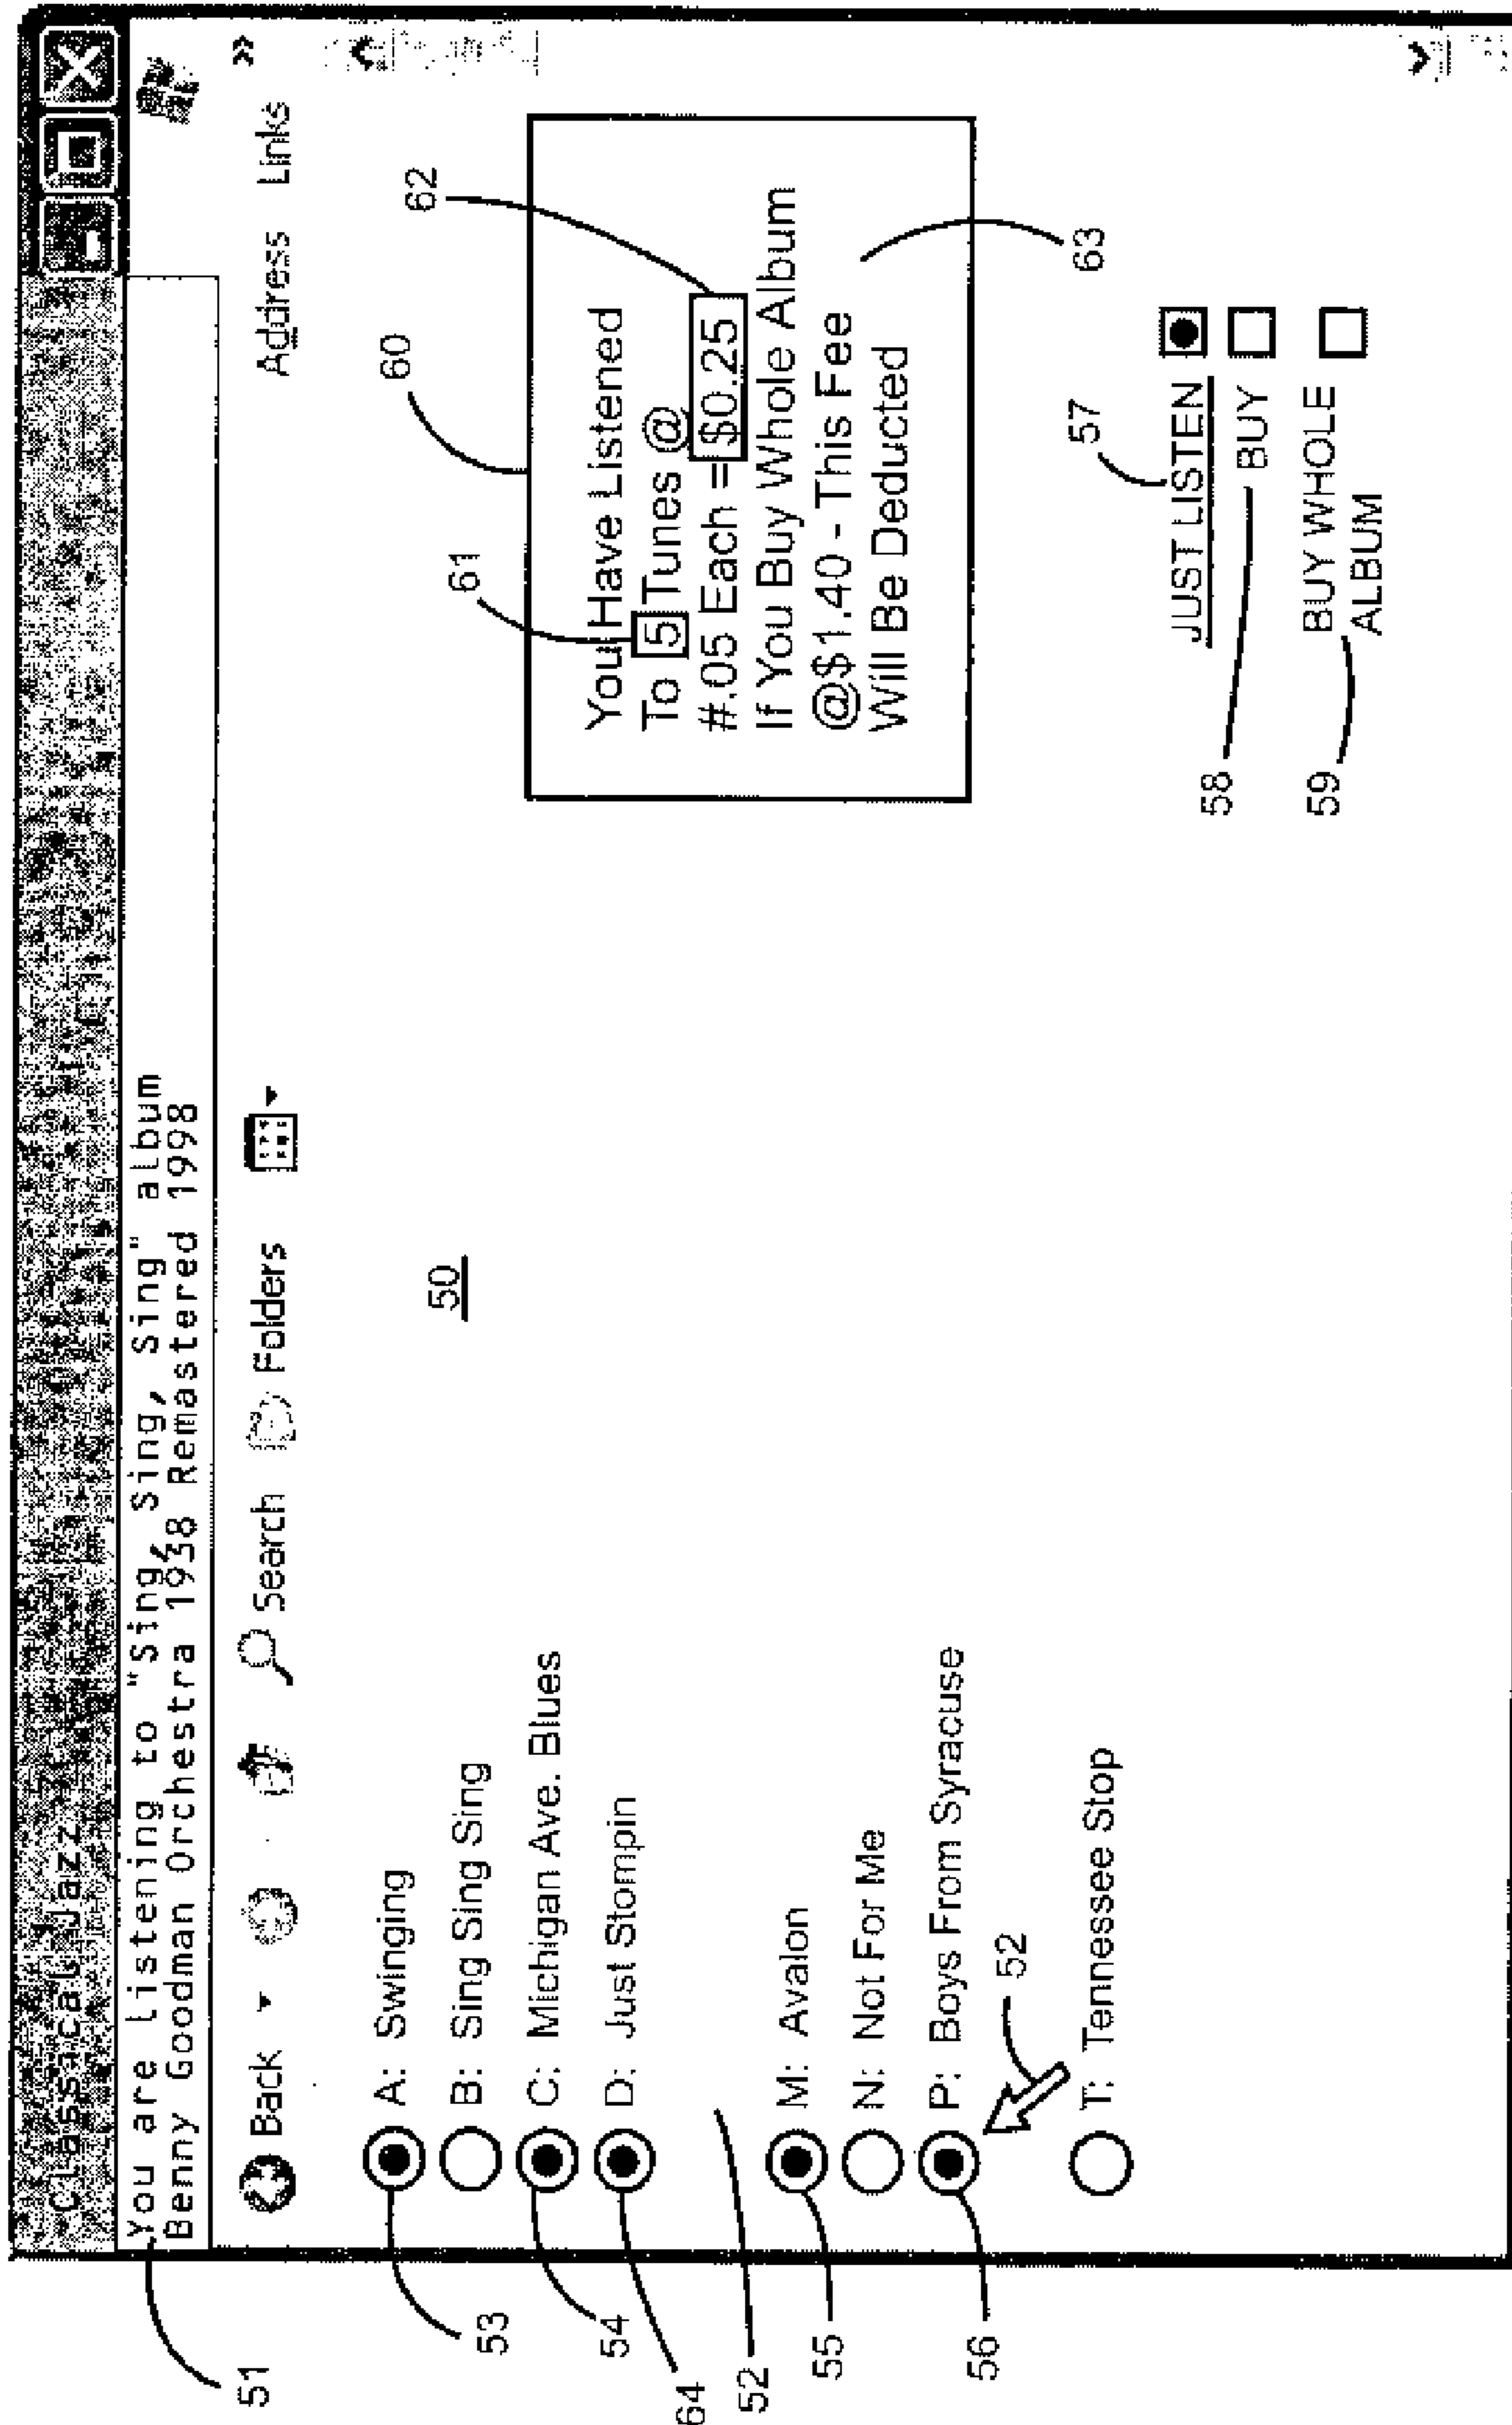 Classical Jazz
You are listening to "Sing, Sing, Sing" album
Benny Goodman Orchestra 1938 Remastered 1998
Back Search Folders Address Links »
50
A: Swinging
B: Sing Sing Sing
C: Michigan Ave. Blues
D: Just Stompin
M: Avalon
N: Not For Me
P: Boys From Syracuse
T: Tennessee Stop
You Have Listened
To 5 Tunes @
#.05 Each = $0.25
If You Buy Whole Album
@$1.40 - This Fee
Will Be Deducted
JUST LISTEN
BUY
BUY WHOLE
ALBUM
51
53
54
64
52
55
56
52
60
61
62
63
57
58
59